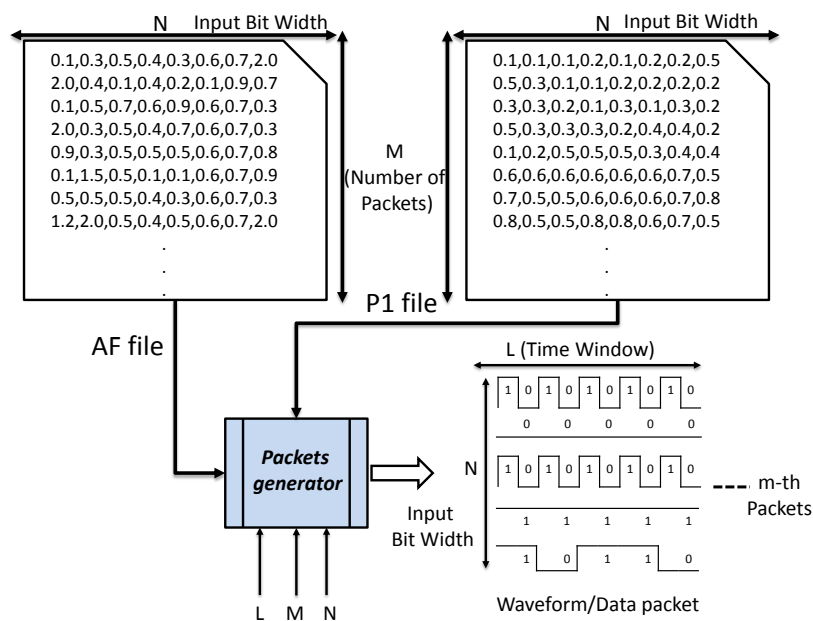 N Input Bit Width
0.1,0.3,0.5,0.4,0.3,0.6,0.7,2.0
2.0,0.4,0.1,0.4,0.2,0.1,0.9,0.7
0.1,0.5,0.7,0.6,0.9,0.6,0.7,0.3
2.0,0.3,0.5,0.4,0.7,0.6,0.7,0.3
0.9,0.3,0.5,0.5,0.5,0.6,0.7,0.8
0.1,1.5,0.5,0.1,0.1,0.6,0.7,0.9
0.5,0.5,0.5,0.4,0.3,0.6,0.7,0.3
1.2,2.0,0.5,0.4,0.5,0.6,0.7,2.0
.
.
.
M
(Number of
Packets)
N Input Bit Width
0.1,0.1,0.1,0.2,0.1,0.2,0.2,0.5
0.5,0.3,0.1,0.1,0.2,0.2,0.2,0.2
0.3,0.3,0.2,0.1,0.3,0.1,0.3,0.2
0.5,0.3,0.3,0.3,0.2,0.4,0.4,0.2
0.1,0.2,0.5,0.5,0.5,0.3,0.4,0.4
0.6,0.6,0.6,0.6,0.6,0.6,0.7,0.5
0.7,0.5,0.5,0.6,0.6,0.6,0.7,0.8
0.8,0.5,0.5,0.8,0.8,0.6,0.7,0.5
.
.
.
AF file
P1 file
Packets
generator
L M N
L (Time Window)
N
Input
Bit Width
1 0 1 0 1 0 1 0 1 0
0 0 0 0 0
1 0 1 0 1 0 1 0 1 0
1 1 1 1 1
1 0 1 1 0
m-th
Packets
Waveform/Data packet